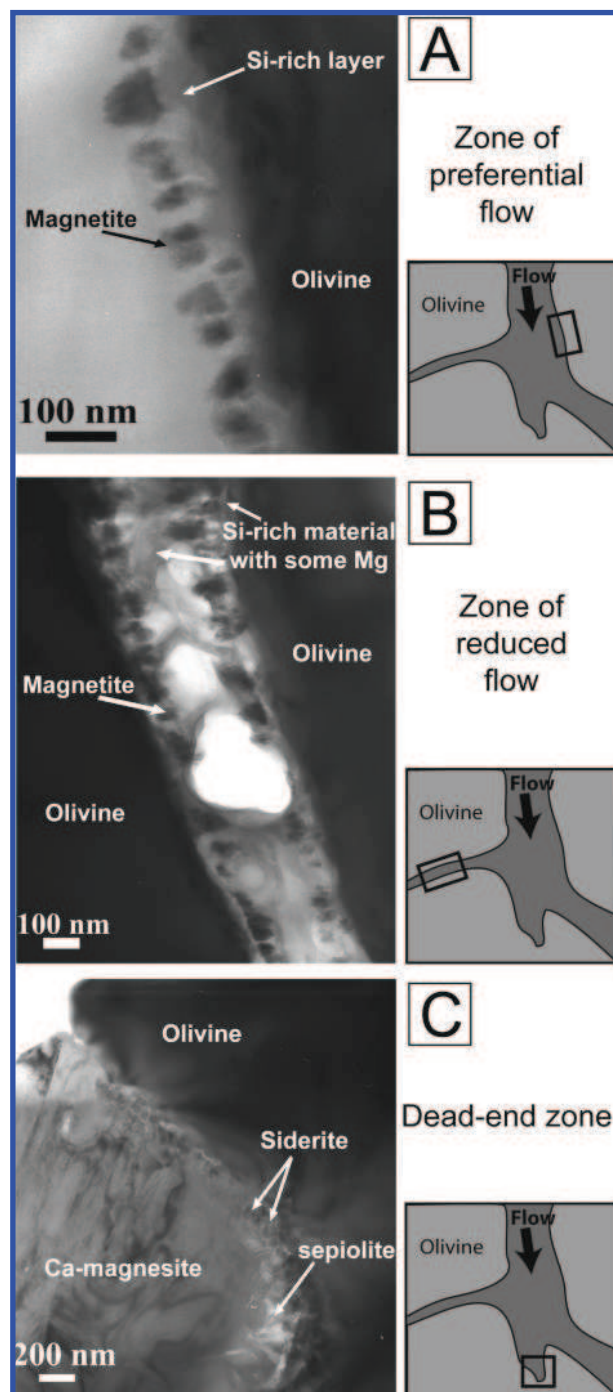 A
Si-rich layer
Magnetite
Olivine
100 nm
Zone of
preferential
flow
Flow
Olivine
B
Si-rich material
with some Mg
Olivine
Magnetite
Olivine
100 nm
Zone of
reduced
flow
Flow
Olivine
C
Olivine
Siderite
sepiolite
Ca-magnesite
200 nm
Dead-end zone
Flow
Olivine